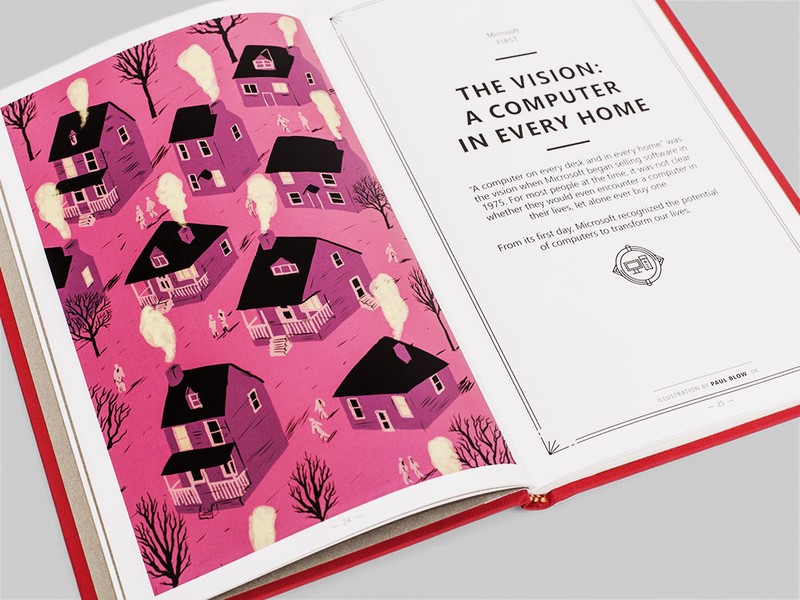 Microsoft
FIRST
THE VISION:
A COMPUTER
IN EVERY HOME
"A computer on every desk and in every home" was
the vision when Microsoft began selling software in
1975. For most people at the time, it was not clear
whether they would even encounter a computer in
their lives, let alone ever buy one.
From its first day, Microsoft recognized the potential
of computers to transform our lives.
ILLUSTRATION BY PAUL BLOW UK
— 24 —
— 25 —